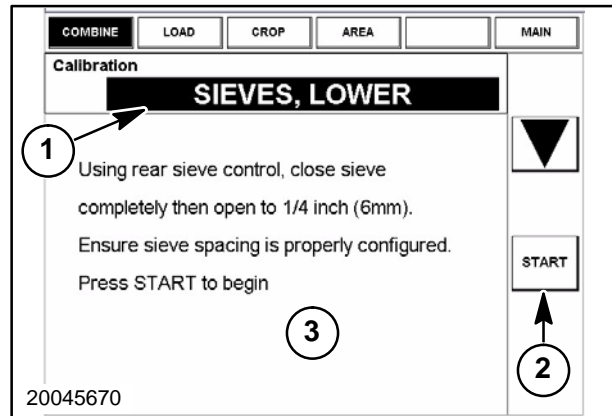 COMBINE LOAD CROP AREA MAIN
Calibration
SIEVES, LOWER
1
Using rear sieve control, close sieve
completely then open to 1/4 inch (6mm).
Ensure sieve spacing is properly configured.
START
Press START to begin
3
2
20045670